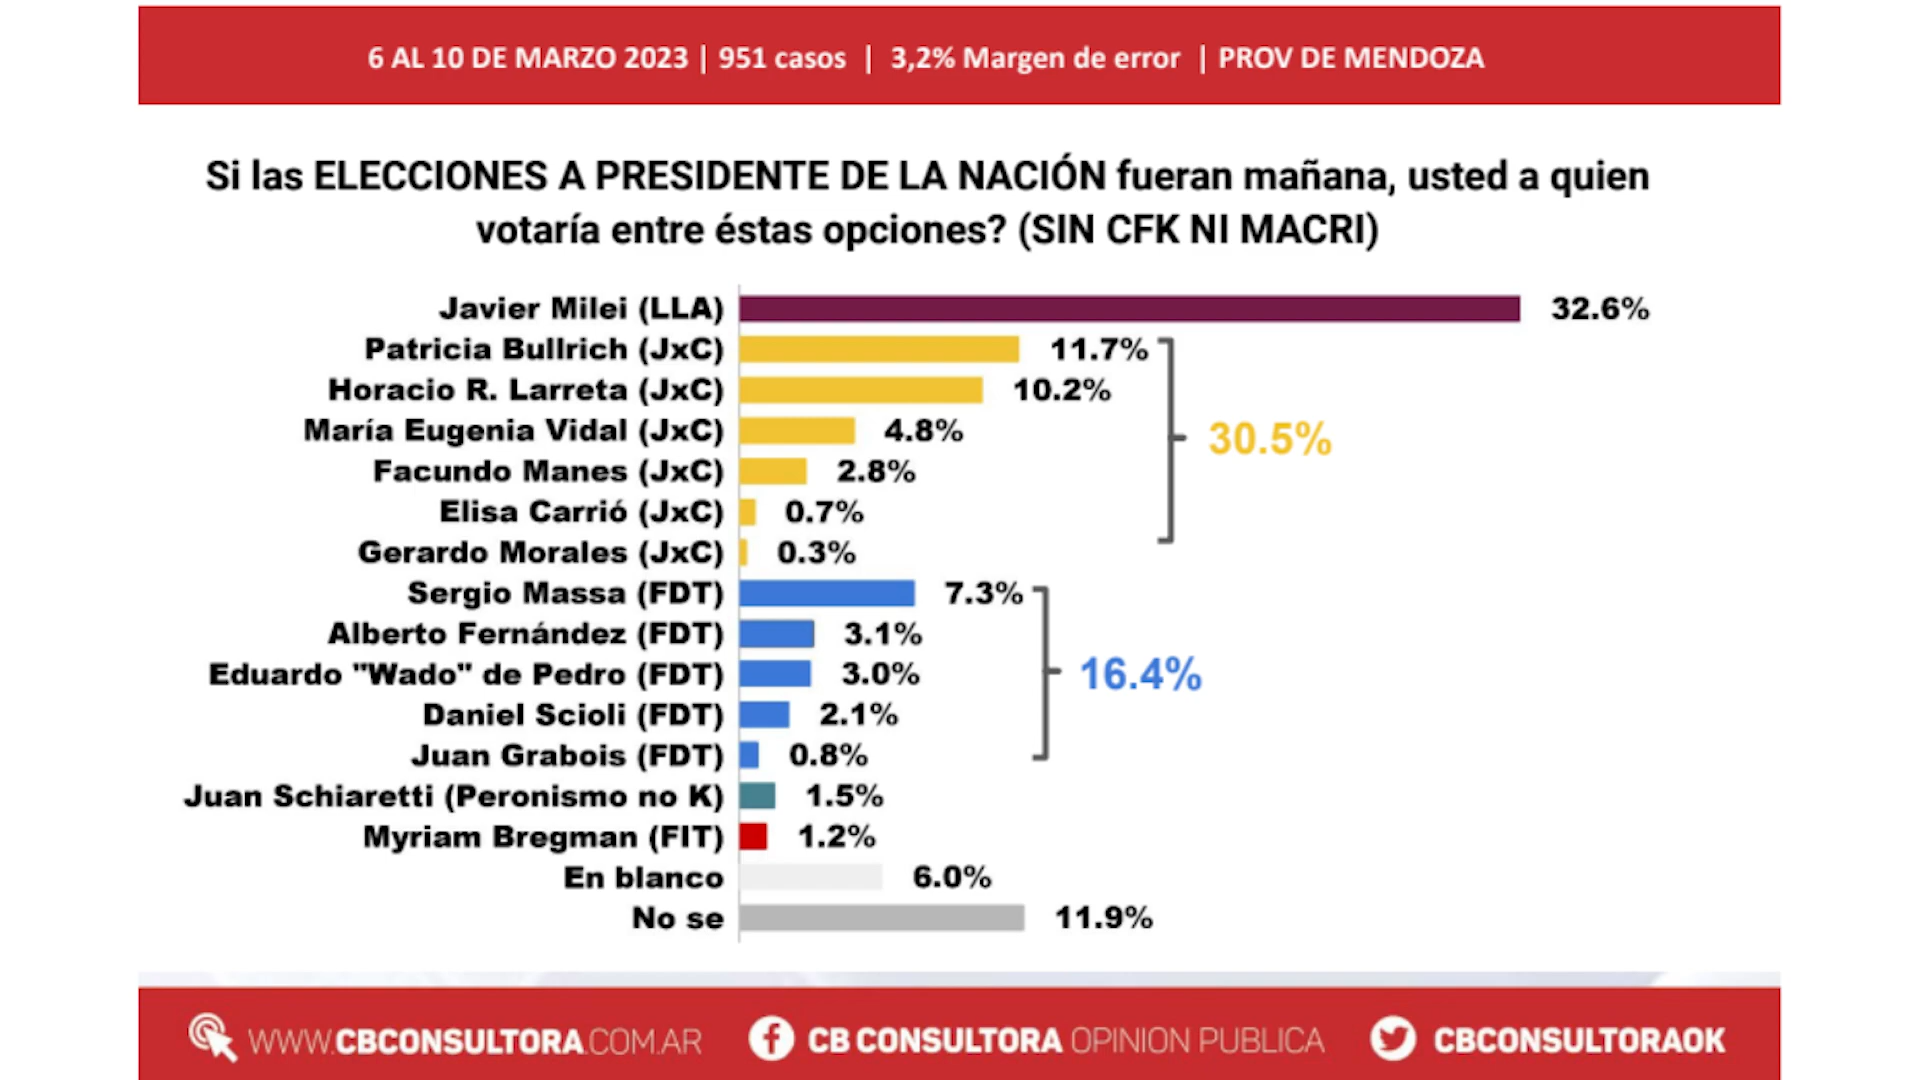 6 AL 10 DE MARZO 2023 | 951 casos | 3,2% Margen de error | PROV DE MENDOZA
Si las ELECCIONES A PRESIDENTE DE LA NACIÓN fueran mañana, usted a quien
votaría entre éstas opciones? (SIN CFK NI MACRI)
Javier Milei (LLA) 32.6%
Patricia Bullrich (JxC) 11.7%
Horacio R. Larreta (JxC) 10.2%
María Eugenia Vidal (JxC) 4.8%
30.5%
Facundo Manes (JxC) 2.8%
Elisa Carrió (JxC) 0.7%
Gerardo Morales (JxC) 0.3%
Sergio Massa (FDT) 7.3%
Alberto Fernández (FDT) 3.1%
Eduardo "Wado" de Pedro (FDT) 3.0%
16.4%
Daniel Scioli (FDT) 2.1%
Juan Grabois (FDT) 0.8%
Juan Schiaretti (Peronismo no K) 1.5%
Myriam Bregman (FIT) 1.2%
En blanco 6.0%
No se 11.9%
WWW.CBCONSULTORA.COM.AR CB CONSULTORA OPINION PUBLICA CBCONSULTORAOK